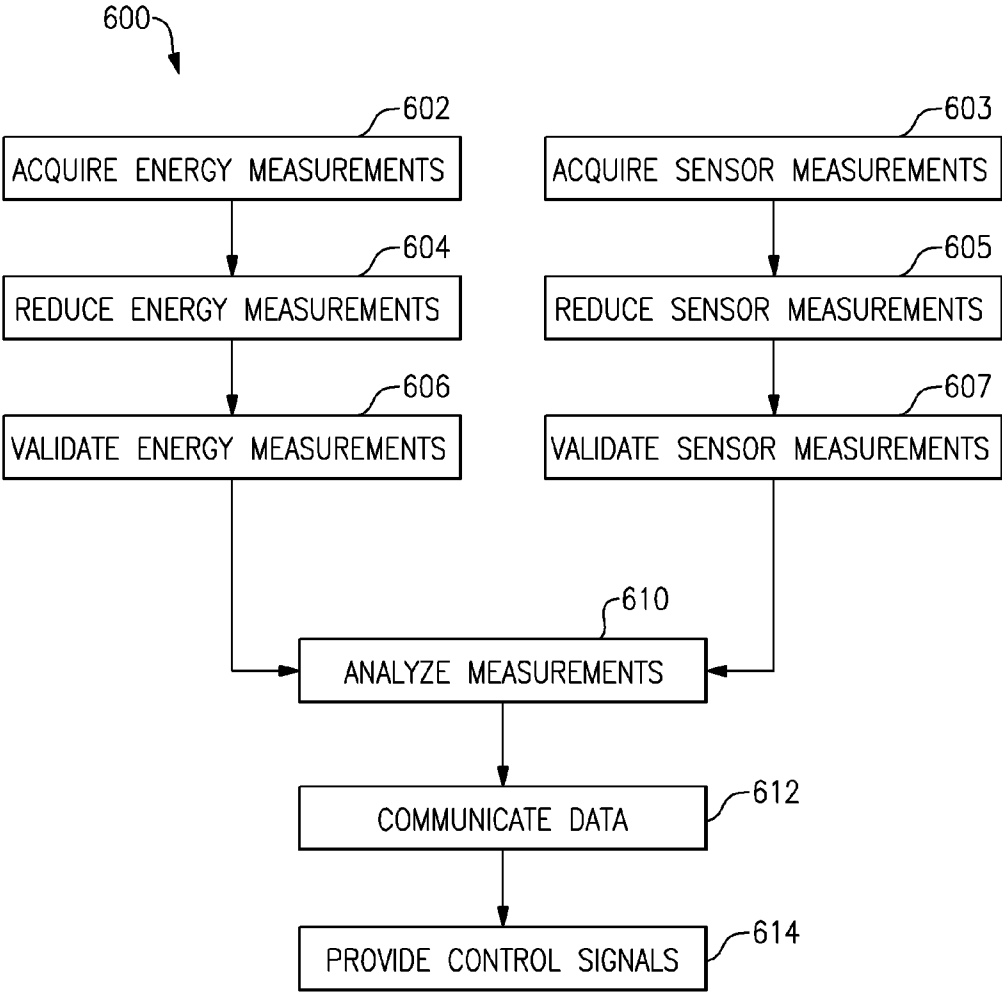 600
602
603
ACQUIRE ENERGY MEASUREMENTS
ACQUIRE SENSOR MEASUREMENTS
604
605
REDUCE ENERGY MEASUREMENTS
REDUCE SENSOR MEASUREMENTS
606
607
VALIDATE ENERGY MEASUREMENTS
VALIDATE SENSOR MEASUREMENTS
610
ANALYZE MEASUREMENTS
612
COMMUNICATE DATA
614
PROVIDE CONTROL SIGNALS